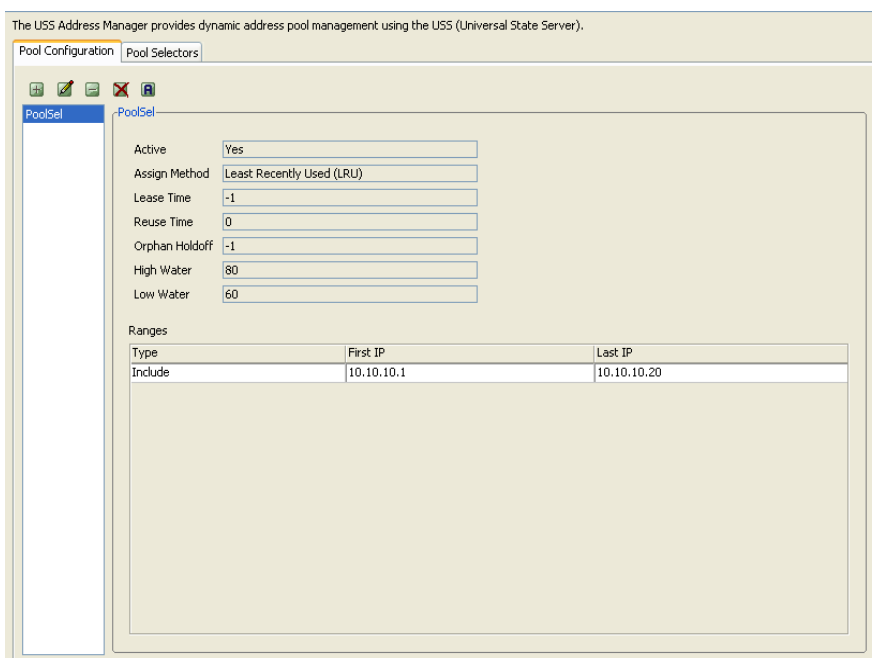 The USS Address Manager provides dynamic address pool management using the USS (Universal State Server).
Pool Configuration Pool Selectors
A
PoolSel
PoolSel
Active Yes
Assign Method Least Recently Used (LRU)
Lease Time -1
Reuse Time 0
Orphan Holdoff -1
High Water 80
Low Water 60
Ranges
Type First IP Last IP
Include 10.10.10.1 10.10.10.20